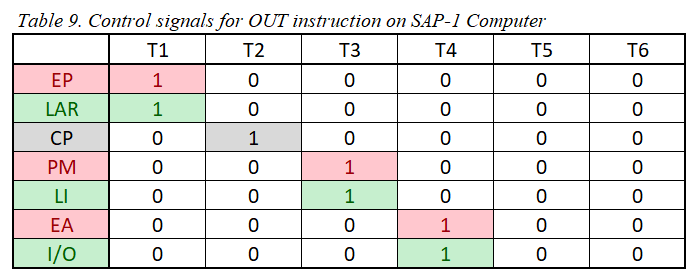 Table 9. Control signals for OUT instruction on SAP-1 Computer
T1 T2 T3 T4 T5 T6
EP 1 0 0 0 0 0
LAR 1 0 0 0 0 0
CP 0 1 0 0 0 0
PM 0 0 1 0 0 0
LI 0 0 1 0 0 0
EA 0 0 0 1 0 0
I/O 0 0 0 1 0 0